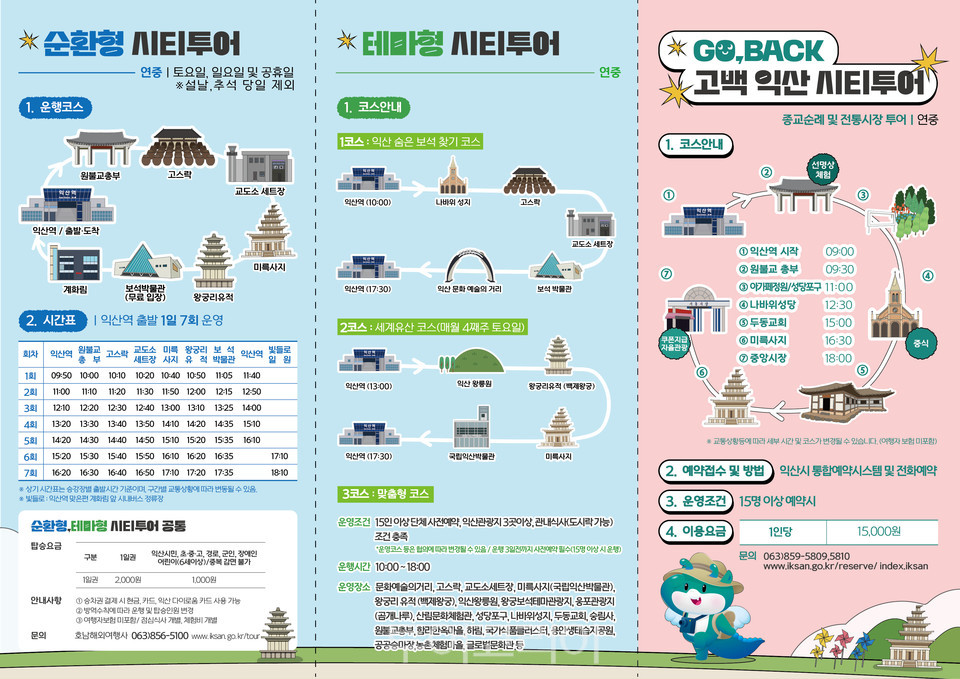 순환형 시티투어
연중 | 토요일, 일요일 및 공휴일
※설날,추석 당일 제외
1. 운행코스
원불교총부
고스락
교도소 세트장
익산역
익산역 / 출발·도착
미륵사지
계화림
보석박물관
(무료 입장)
왕궁리유적
2. 시간표 | 익산역 출발 1일 7회 운영
회차 익산역 원불교총부 고스락 교도소세트장 미륵사지 왕궁리유적 보석박물관 익산역 빛들로일원
1회 09:50 10:00 10:10 10:20 10:40 10:50 11:05 11:40
2회 11:00 11:10 11:20 11:30 11:50 12:00 12:15 12:50
3회 12:10 12:20 12:30 12:40 13:00 13:10 13:25 14:00
4회 13:20 13:30 13:40 13:50 14:10 14:20 14:35 15:10
5회 14:20 14:30 14:40 14:50 15:10 15:20 15:35 16:10
6회 15:20 15:30 15:40 15:50 16:10 16:20 16:35 17:10
7회 16:20 16:30 16:40 16:50 17:10 17:20 17:35 18:10
※ 상기 시간표는 승강장별 출발시간 기준이며, 구간별 교통상황에 따라 변동될 수 있음.
※ 빛들로 : 익산역 맞은편 계화림 앞 시내버스 정류장
순환형,테마형 시티투어 공통
탑승요금
구분 1일권 익산시민, 초·중·고, 경로, 군인, 장애인
어린이(6세이상)/중복 감면 불가
1일권 2,000원 1,000원
안내사항 ① 승차권 결제 시 현금, 카드, 익산 다이로움 카드 사용 가능
② 방역수칙에 따라 운행 및 탑승인원 변경
③ 여행자보험 미포함/ 점심식사 개별, 체험비 개별
문의 호남해외여행사 063)856-5100 www.iksan.go.kr/tour
테마형 시티투어
연중
1. 코스안내
1코스 : 익산 숨은 보석 찾기 코스
익산역
익산역 (10:00)
나바위 성지
고스락
교도소 세트장
익산역
익산역 (17:30)
익산 문화 예술의 거리
보석 박물관
2코스 : 세계유산 코스(매월 4째주 토요일)
익산역
익산역 (13:00)
익산 왕릉원
왕궁리유적 (백제왕궁)
익산역
익산역 (17:30)
국립익산박물관
미륵사지
3코스 : 맞춤형 코스
운영조건 15인 이상 단체 사전예약, 익산관광지 3곳이상, 관내식사(도시락 가능)
조건 충족
*운영코스 등은 협의에 따라 변경될 수 있음 / 운행 3일전까지 사전예약 필수(15명 이상 시 운행)
운행시간 10:00 ~ 18:00
운영장소 문화예술의거리, 고스락, 교도소세트장, 미륵사지(국립익산박물관),
왕궁리 유적 (백제왕궁), 익산왕릉원, 왕궁보석테마관광지, 웅포관광지
(곰개나루), 산림문화체험관, 성당포구, 나바위성지, 두동교회, 숭림사,
원불교총부, 함라한옥마을, 하림, 국가식품클러스터, 용안생태습지공원,
공공승마장, 농촌체험마을, 글로벌문화관, 등
GO,BACK
고백 익산 시티투어
종교순례 및 전통시장 투어 | 연중
1. 코스안내
①
익산역
②
선명상
체험
③
④
중식
⑤
⑥
⑦
쿠폰지급
자율관광
① 익산역 시작 09:00
② 원불교 총부 09:30
③ 아가페정원/성당포구 11:00
④ 나바위성당 12:30
⑤ 두동교회 15:00
⑥ 미륵사지 16:30
⑦ 중앙시장 18:00
※ 교통상황등에 따라 세부 시간 및 코스가 변경될 수 있습니다. (여행자 보험 미포함)
2. 예약접수 및 방법 익산시 통합예약시스템 및 전화예약
3. 운영조건 15명 이상 예약시
4. 이용요금 1인당 15,000원
문의 063)859-5809,5810
www.iksan.go.kr/reserve/ index.iksan